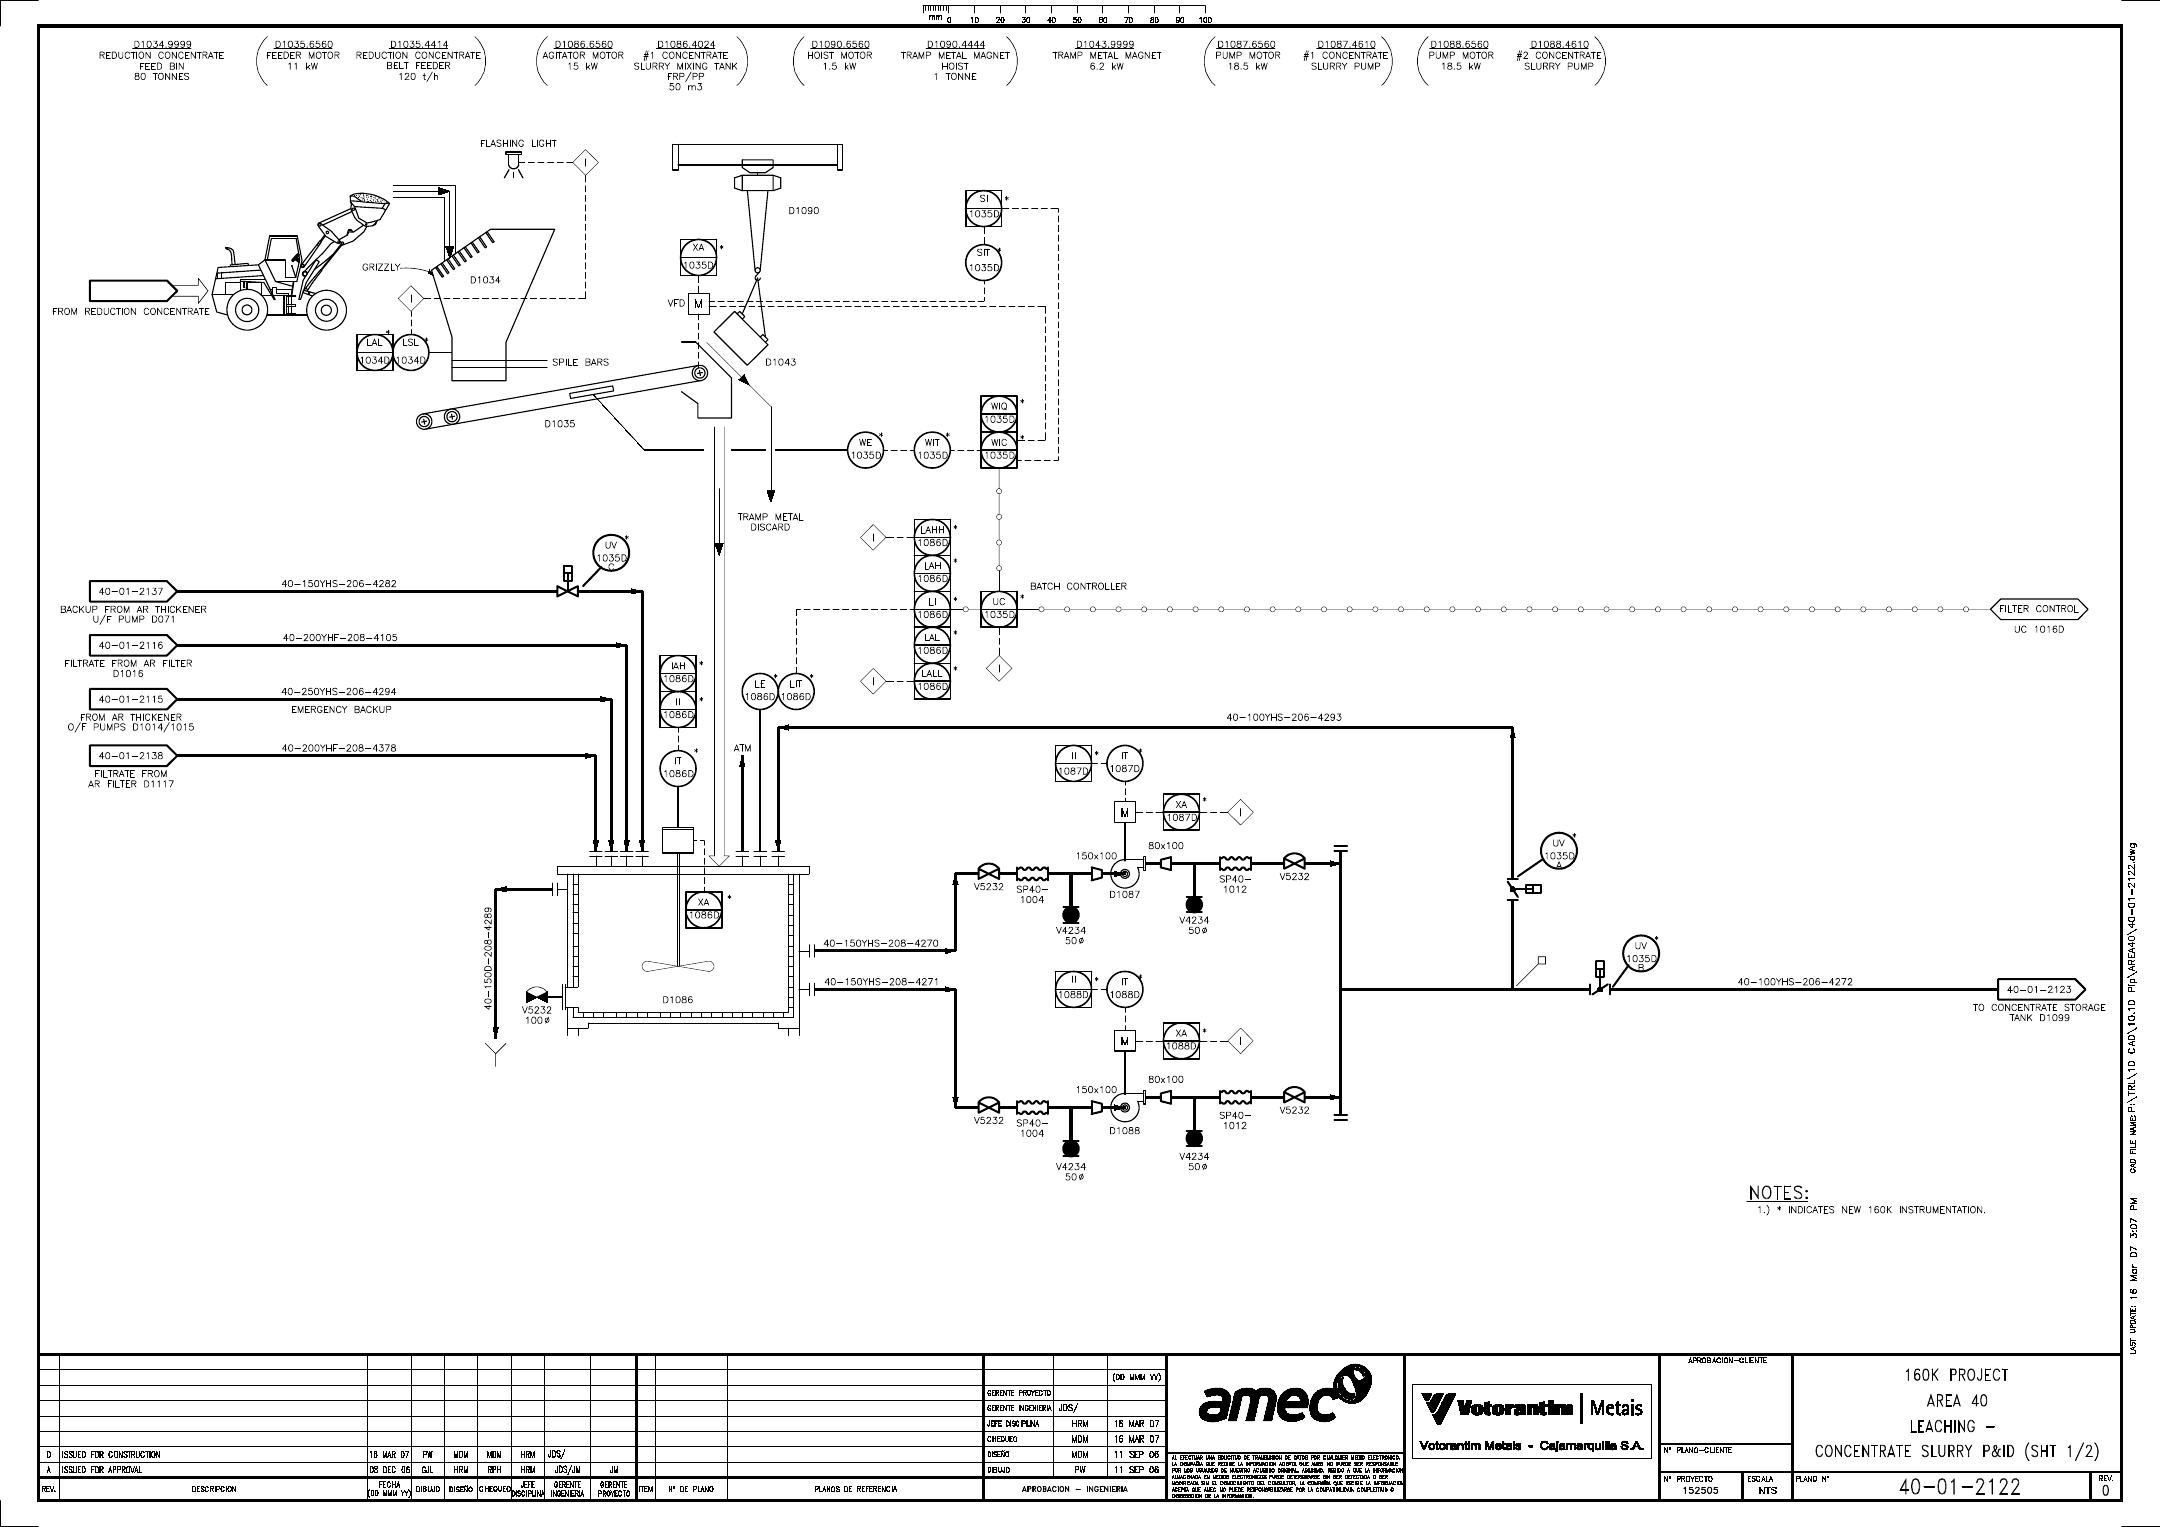 mm 0 10 20 30 40 50 60 70 80 90 100
D1034.9999
REDUCTION CONCENTRATE
FEED BIN
80 TONNES
D1035.6560
FEEDER MOTOR
11 kW
D1035.4414
REDUCTION CONCENTRATE
BELT FEEDER
120 t/h
D1086.6560
AGITATOR MOTOR
15 kW
D1086.4024
#1 CONCENTRATE
SLURRY MIXING TANK
FRP/PP
50 m3
D1090.6560
HOIST MOTOR
1.5 kW
D1090.4444
TRAMP METAL MAGNET
HOIST
1 TONNE
D1043.9999
TRAMP METAL MAGNET
6.2 kW
D1087.6560
PUMP MOTOR
18.5 kW
D1087.4610
#1 CONCENTRATE
SLURRY PUMP
D1088.6560
PUMP MOTOR
18.5 kW
D1088.4610
#2 CONCENTRATE
SLURRY PUMP
FLASHING LIGHT
I
D1090
SI *
1035D
SIT *
1035D
XA *
1035D
GRIZZLY
D1034
I
VFD M
FROM REDUCTION CONCENTRATE
LAL *
1034D
LSL *
1034D
SPILE BARS
D1043
D1035
WIQ *
1035D
WE *
1035D
WIT *
1035D
WIC *
1035D
TRAMP METAL
DISCARD
LAHH *
1086D
I
LAH *
1086D
LI *
1086D
LAL *
1086D
LALL *
1086D
I
UC *
1035D
BATCH CONTROLLER
I
FILTER CONTROL
UC 1016D
UV *
1035D
C
40-01-2137
40-150YHS-206-4282
BACKUP FROM AR THICKENER
U/F PUMP D071
40-01-2116
40-200YHF-208-4105
FILTRATE FROM AR FILTER
D1016
40-01-2115
40-250YHS-206-4294
EMERGENCY BACKUP
FROM AR THICKENER
O/F PUMPS D1014/1015
40-01-2138
40-200YHF-208-4378
FILTRATE FROM
AR FILTER D1117
IAH *
1086D
II *
1086D
IT *
1086D
LE *
1086D
LIT *
1086D
ATM
40-100YHS-206-4293
II *
1087D
IT *
1087D
M
XA *
1087D
I
150x100
80x100
V5232
SP40-
1004
V4234
50ø
D1087
V4234
50ø
SP40-
1012
V5232
UV *
1035D
A
UV *
1035D
B
XA *
1086D
D1086
40-150D-208-4289
V5232
100ø
40-150YHS-208-4270
40-150YHS-208-4271
II *
1088D
IT *
1088D
M
XA *
1088D
I
150x100
80x100
V5232
SP40-
1004
V4234
50ø
D1088
V4234
50ø
SP40-
1012
V5232
40-100YHS-206-4272
40-01-2123
TO CONCENTRATE STORAGE
TANK D1099
NOTES:
1.) * INDICATES NEW 160K INSTRUMENTATION.
LAST UPDATE: 16 Mar 07 3:07 PM CAD FILE NAME: P:\TRL\1D CAD\10.1D Pip\AREA40\40-01-2122.dwg
0 ISSUED FOR CONSTRUCTION 16 MAR 07 PW MDM MDM HRM JDS/
A ISSUED FOR APPROVAL 08 DEC 06 GJL HRM RPH HRM JDS/JM JM
REV. DESCRIPCION FECHA (DD MMM YY) DIBUJO DISEÑO CHEQUEO JEFE DISCIPLINA GERENTE INGENIERIA GERENTE PROYECTO
ITEM N° DE PLANO PLANOS DE REFERENCIA
(DD MMM YY)
GERENTE PROYECTO
GERENTE INGENIERIA JDS/
JEFE DISCIPLINA HRM 16 MAR 07
CHEQUEO MDM 16 MAR 07
DISEÑO MDM 11 SEP 06
DIBUJO PW 11 SEP 06
APROBACION - INGENIERIA
amec
Votorantim | Metais
Votorantim Metais - Cajamarquilla S.A.
APROBACION-CLIENTE
N° PLANO-CLIENTE
N° PROYECTO
152505
ESCALA
NTS
160K PROJECT
AREA 40
LEACHING -
CONCENTRATE SLURRY P&ID (SHT 1/2)
PLANO N°
40-01-2122
REV.
0